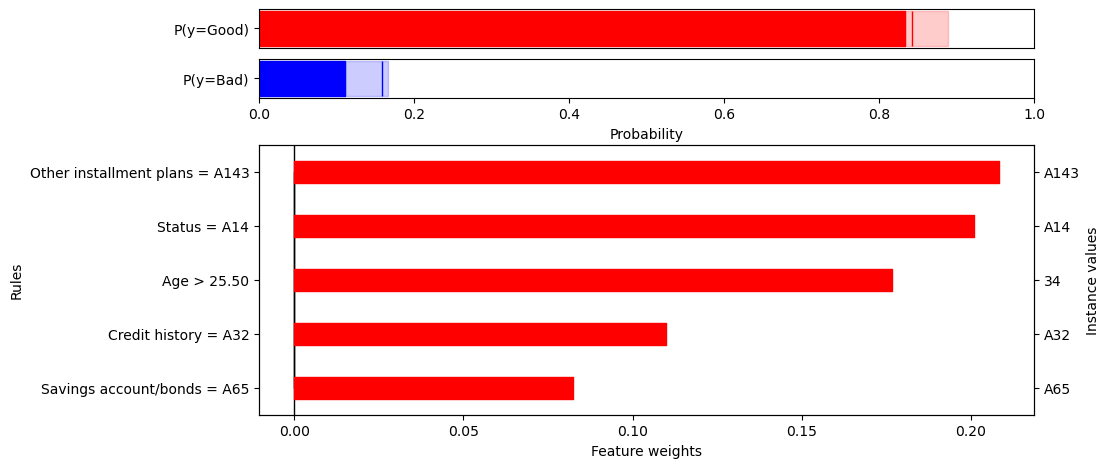 P(y=Good)
P(y=Bad)
0.0 0.2 0.4 0.6 0.8 1.0
Probability
Other installment plans = A143 A143
Status = A14 A14
Age > 25.50 34
Credit history = A32 A32
Savings account/bonds = A65 A65
Rules
Instance values
0.00 0.05 0.10 0.15 0.20
Feature weights